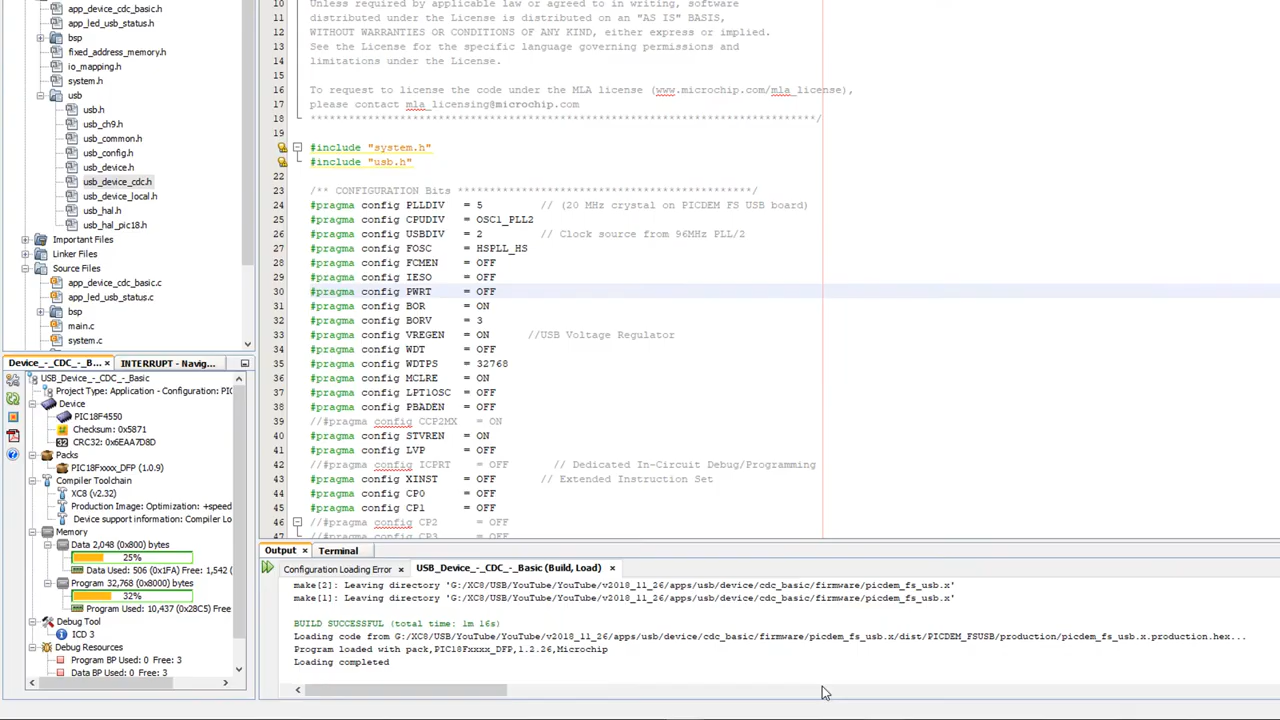 app_device_cdc_basic.h
app_led_usb_status.h
bsp
fixed_address_memory.h
io_mapping.h
system.h
usb
usb.h
usb_ch9.h
usb_common.h
usb_config.h
usb_device.h
usb_device_cdc.h
usb_device_local.h
usb_hal.h
usb_hal_pic18.h
Important Files
Linker Files
Source Files
app_device_cdc_basic.c
app_led_usb_status.c
bsp
main.c
system.c
Device_-_CDC_-_B... × INTERRUPT - Navig...
USB_Device_-_CDC_-_Basic
Project Type: Application - Configuration: PIC
Device
PIC18F4550
Checksum: 0x5871
CRC32: 0x6EAA7D8D
Packs
PIC18Fxxxx_DFP (1.0.9)
Compiler Toolchain
XC8 (v2.32)
Production Image: Optimization: +speed
Device support information: Compiler Lo
Memory
Data 2,048 (0x800) bytes
25%
Data Used: 506 (0x1FA) Free: 1,542
Program 32,768 (0x8000) bytes
32%
Program Used: 10,437 (0x28C5) Free
Debug Tool
ICD 3
Debug Resources
Program BP Used: 0 Free: 3
Data BP Used: 0 Free: 3
10 Unless required by applicable law or agreed to in writing, software
11 distributed under the License is distributed on an "AS IS" BASIS,
12 WITHOUT WARRANTIES OR CONDITIONS OF ANY KIND, either express or implied.
13 See the License for the specific language governing permissions and
14 limitations under the License.
15
16 To request to license the code under the MLA license (www.microchip.com/mla_license),
17 please contact mla_licensing@microchip.com
18 *******************************************************************************/
19
#include "system.h"
#include "usb.h"
22
23 /** CONFIGURATION Bits **********************************************/
24 #pragma config PLLDIV = 5 // (20 MHz crystal on PICDEM FS USB board)
25 #pragma config CPUDIV = OSC1_PLL2
26 #pragma config USBDIV = 2 // Clock source from 96MHz PLL/2
27 #pragma config FOSC = HSPLL_HS
28 #pragma config FCMEN = OFF
29 #pragma config IESO = OFF
30 #pragma config PWRT = OFF
31 #pragma config BOR = ON
32 #pragma config BORV = 3
33 #pragma config VREGEN = ON //USB Voltage Regulator
34 #pragma config WDT = OFF
35 #pragma config WDTPS = 32768
36 #pragma config MCLRE = ON
37 #pragma config LPT1OSC = OFF
38 #pragma config PBADEN = OFF
39 //#pragma config CCP2MX = ON
40 #pragma config STVREN = ON
41 #pragma config LVP = OFF
42 //#pragma config ICPRT = OFF // Dedicated In-Circuit Debug/Programming
43 #pragma config XINST = OFF // Extended Instruction Set
44 #pragma config CP0 = OFF
45 #pragma config CP1 = OFF
46 //#pragma config CP2 = OFF
47 //#pragma config CP3 = OFF
Output × Terminal
Configuration Loading Error × USB_Device_-_CDC_-_Basic (Build, Load) ×
make[2]: Leaving directory 'G:/XC8/USB/YouTube/YouTube/v2018_11_26/apps/usb/device/cdc_basic/firmware/picdem_fs_usb.x'
make[1]: Leaving directory 'G:/XC8/USB/YouTube/YouTube/v2018_11_26/apps/usb/device/cdc_basic/firmware/picdem_fs_usb.x'
BUILD SUCCESSFUL (total time: 1m 16s)
Loading code from G:/XC8/USB/YouTube/YouTube/v2018_11_26/apps/usb/device/cdc_basic/firmware/picdem_fs_usb.x/dist/PICDEM_FSUSB/production/picdem_fs_usb.x.production.hex...
Program loaded with pack,PIC18Fxxxx_DFP,1.2.26,Microchip
Loading completed